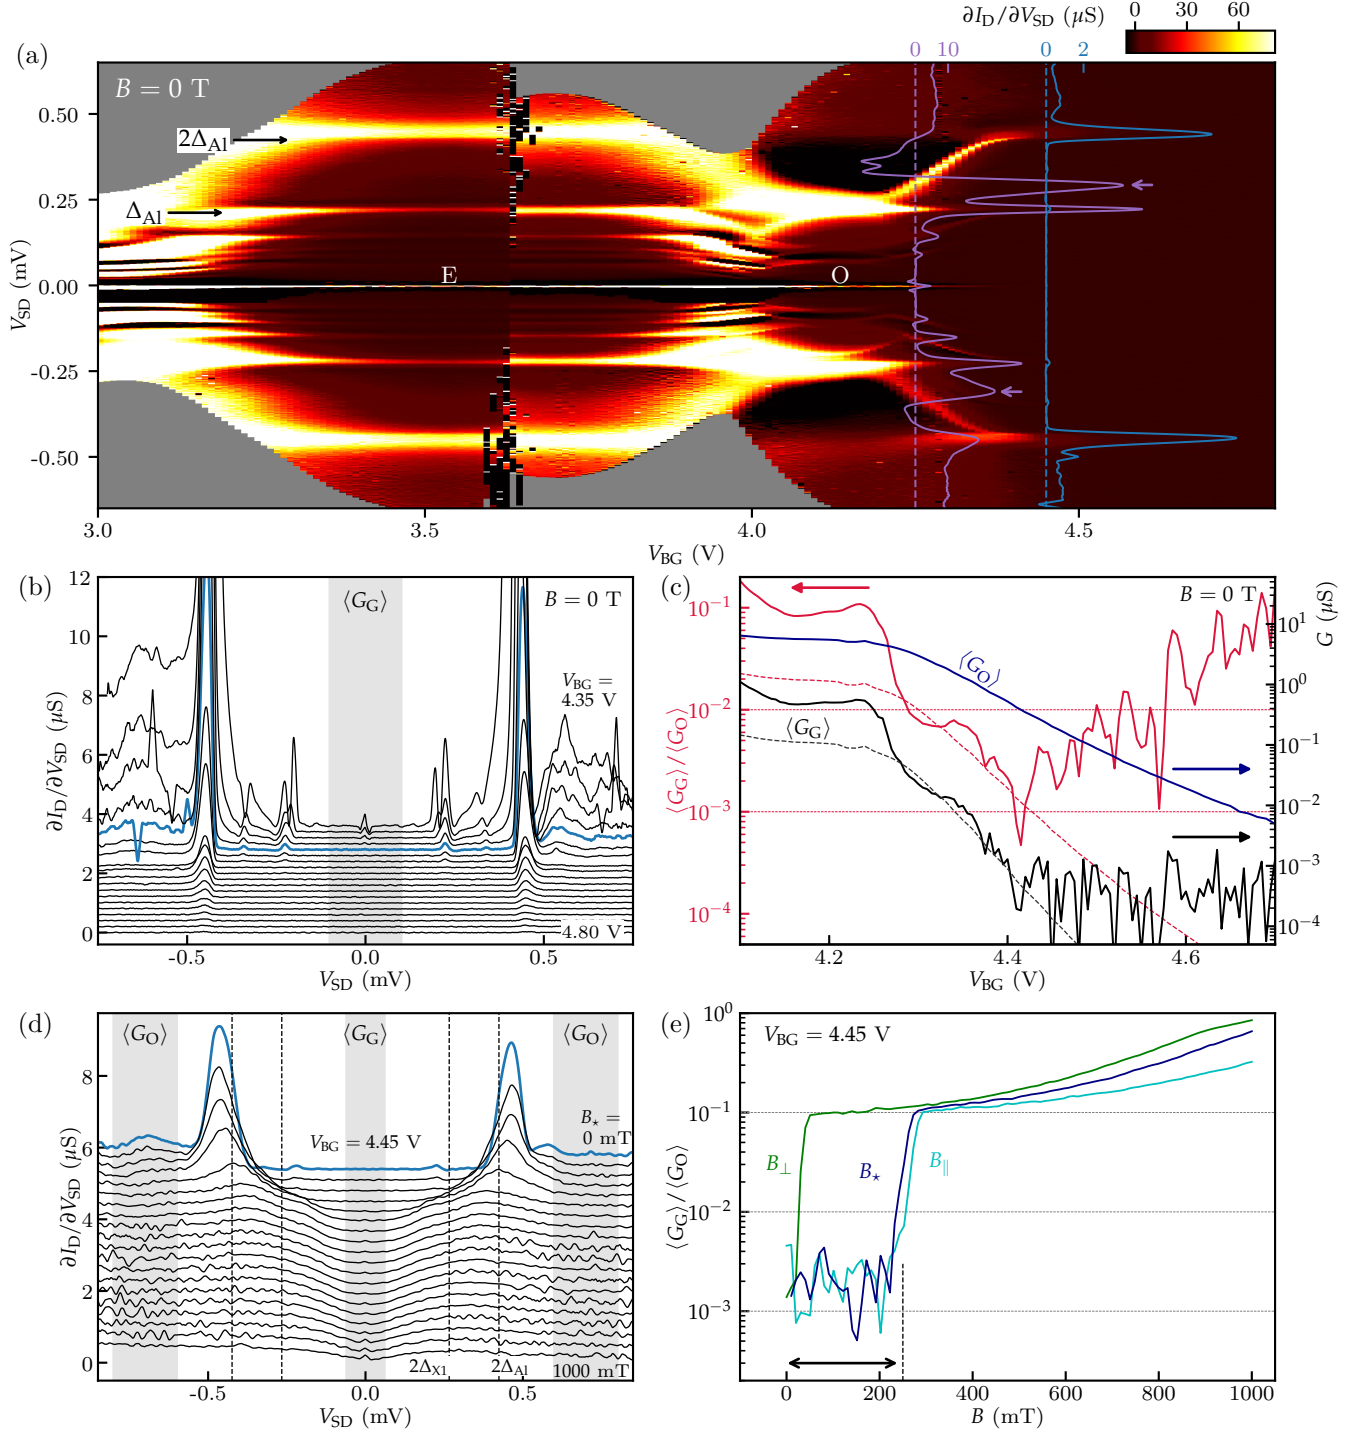 ∂I_D/∂V_SD (μS)
0 30 60
(a)
0 10 0 2
B = 0 T
2Δ_Al
Δ_Al
E O
0.50
0.25
0.00
-0.25
-0.50
V_SD (mV)
3.0 3.5 4.0 4.5
V_BG (V)
(b)
12
10
8
6
4
2
0
∂I_D/∂V_SD (μS)
⟨G_G⟩
B = 0 T
V_BG =
4.35 V
4.80 V
-0.5 0.0 0.5
V_SD (mV)
(c)
B = 0 T
10^-1
10^-2
10^-3
10^-4
⟨G_G⟩/⟨G_O⟩
⟨G_O⟩
⟨G_G⟩
G (μS)
10^1
10^0
10^-1
10^-2
10^-3
10^-4
4.2 4.4 4.6
V_BG (V)
(d)
⟨G_O⟩ ⟨G_G⟩ ⟨G_O⟩
8
6
4
2
0
∂I_D/∂V_SD (μS)
V_BG = 4.45 V
B_⋆ =
0 mT
2Δ_X1 2Δ_Al 1000 mT
-0.5 0.0 0.5
V_SD (mV)
(e)
V_BG = 4.45 V
10^0
10^-1
10^-2
10^-3
⟨G_G⟩/⟨G_O⟩
B_⊥ B_⋆ B_∥
0 200 400 600 800 1000
B (mT)